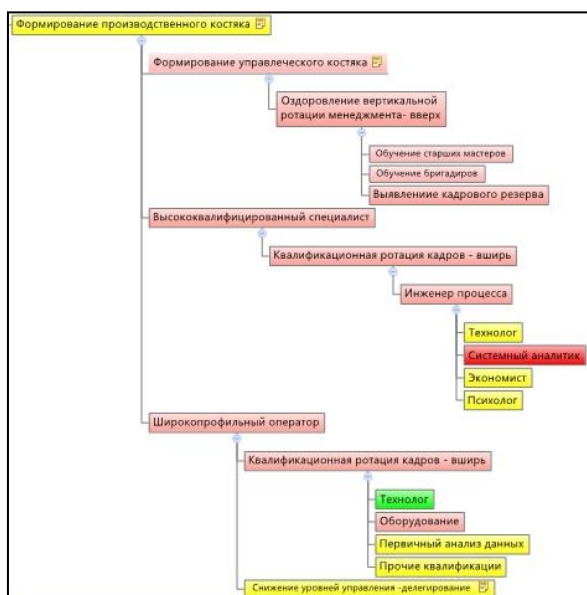 Формирование производственного костяка
Формирование управлеческого костяка
Оздоровление вертикальной
ротации менеджмента- вверх
Обучение старших мастеров
Обучение бригадиров
Выявлениие кадрового резерва
Высококвалифицированный специалист
Квалификационная ротация кадров - вширь
Инженер процесса
Технолог
Системный аналитик
Экономист
Психолог
Широкопрофильный оператор
Квалификационная ротация кадров - вширь
Технолог
Оборудование
Первичный анализ данных
Прочие квалификации
Снижение уровней управления -делегирование